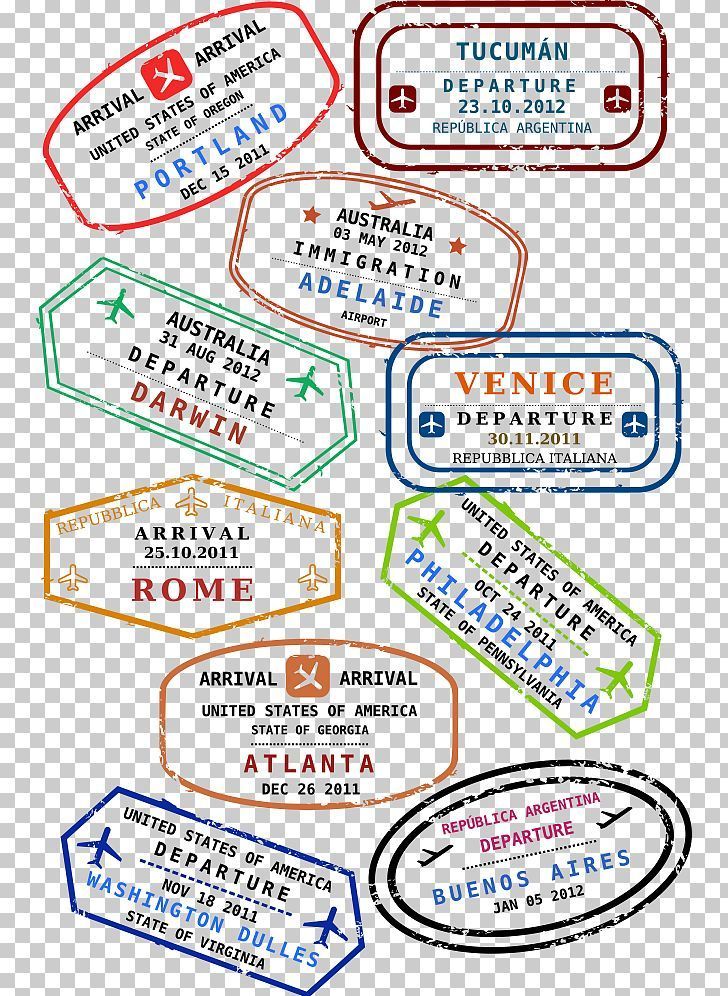 ARRIVAL ARRIVAL
UNITED STATES OF AMERICA
STATE OF OREGON
PORTLAND
DEC 15 2011
TUCUMÁN
DEPARTURE
23.10.2012
REPÚBLICA ARGENTINA
AUSTRALIA
03 MAY 2012
IMMIGRATION
ADELAIDE
AIRPORT
AUSTRALIA
31 AUG 2012
DEPARTURE
DARWIN
VENICE
DEPARTURE
30.11.2011
REPUBBLICA ITALIANA
REPUBBLICA ITALIANA
ARRIVAL
25.10.2011
ROME
UNITED STATES OF AMERICA
DEPARTURE
OCT 24 2011
PHILADELPHIA
STATE OF PENNSYLVANIA
ARRIVAL ARRIVAL
UNITED STATES OF AMERICA
STATE OF GEORGIA
ATLANTA
DEC 26 2011
UNITED STATES OF AMERICA
DEPARTURE
NOV 18 2011
WASHINGTON DULLES
STATE OF VIRGINIA
REPÚBLICA ARGENTINA
DEPARTURE
BUENOS AIRES
JAN 05 2012